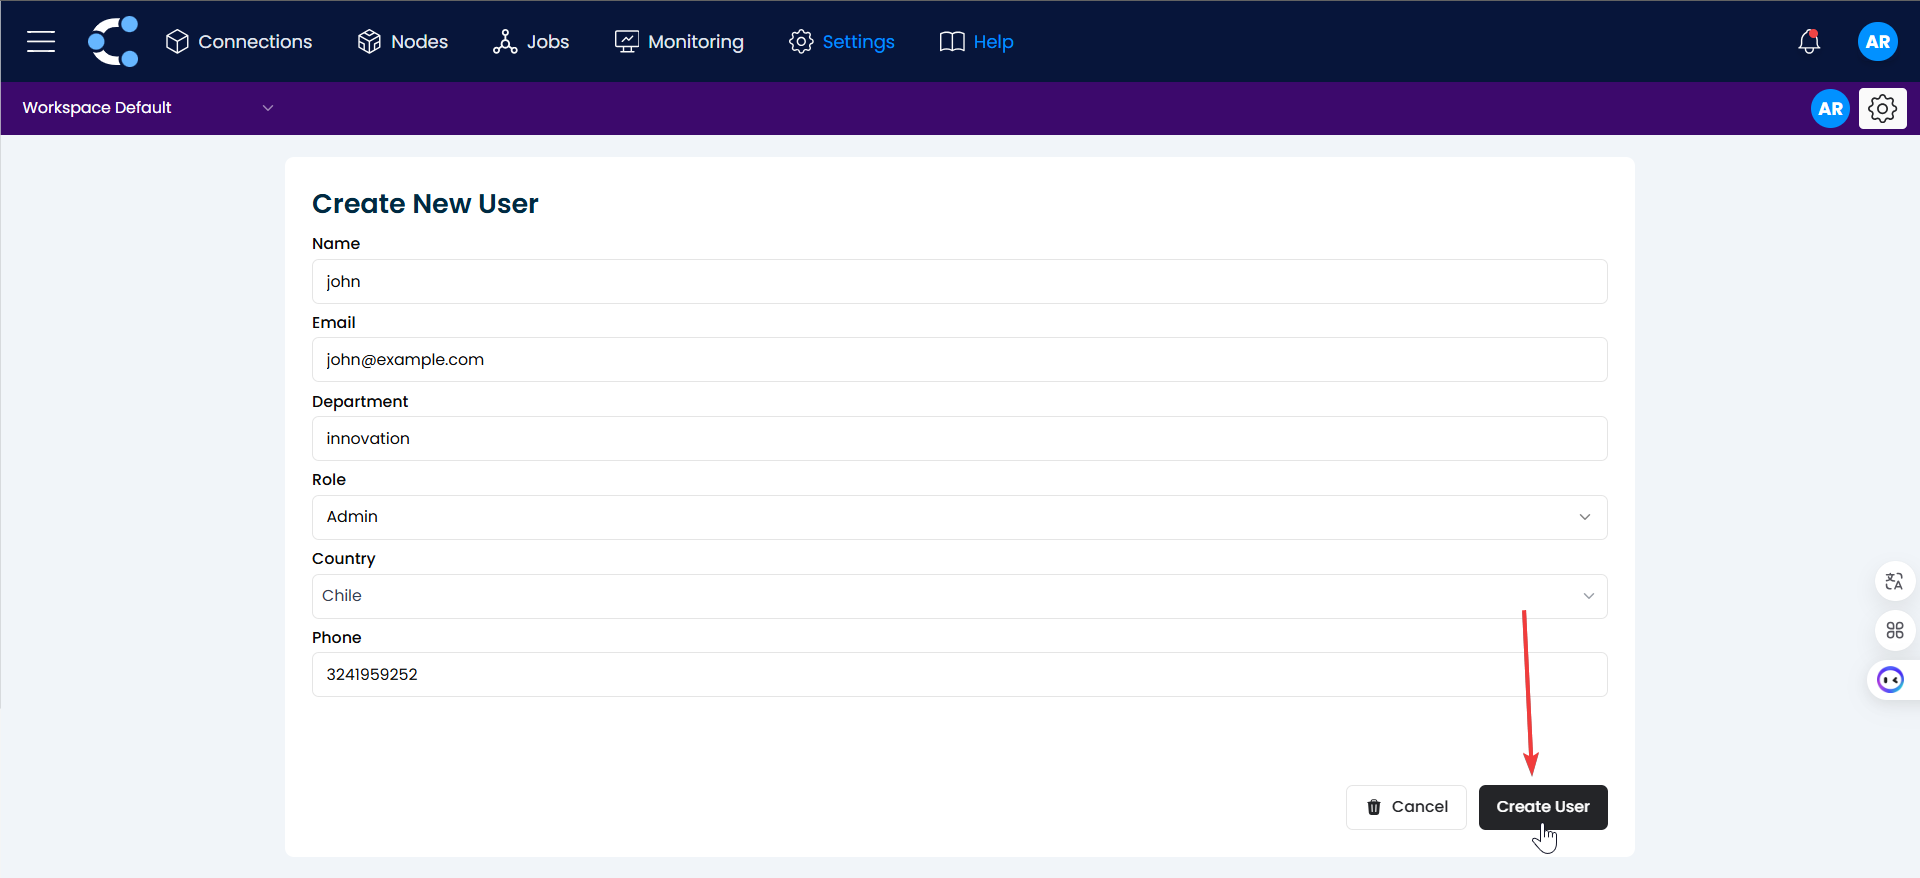 Connections Nodes Jobs Monitoring Settings Help AR
Workspace Default AR
Create New User
Name
john
Email
john@example.com
Department
innovation
Role
Admin
Country
Chile
Phone
3241959252
Cancel Create User